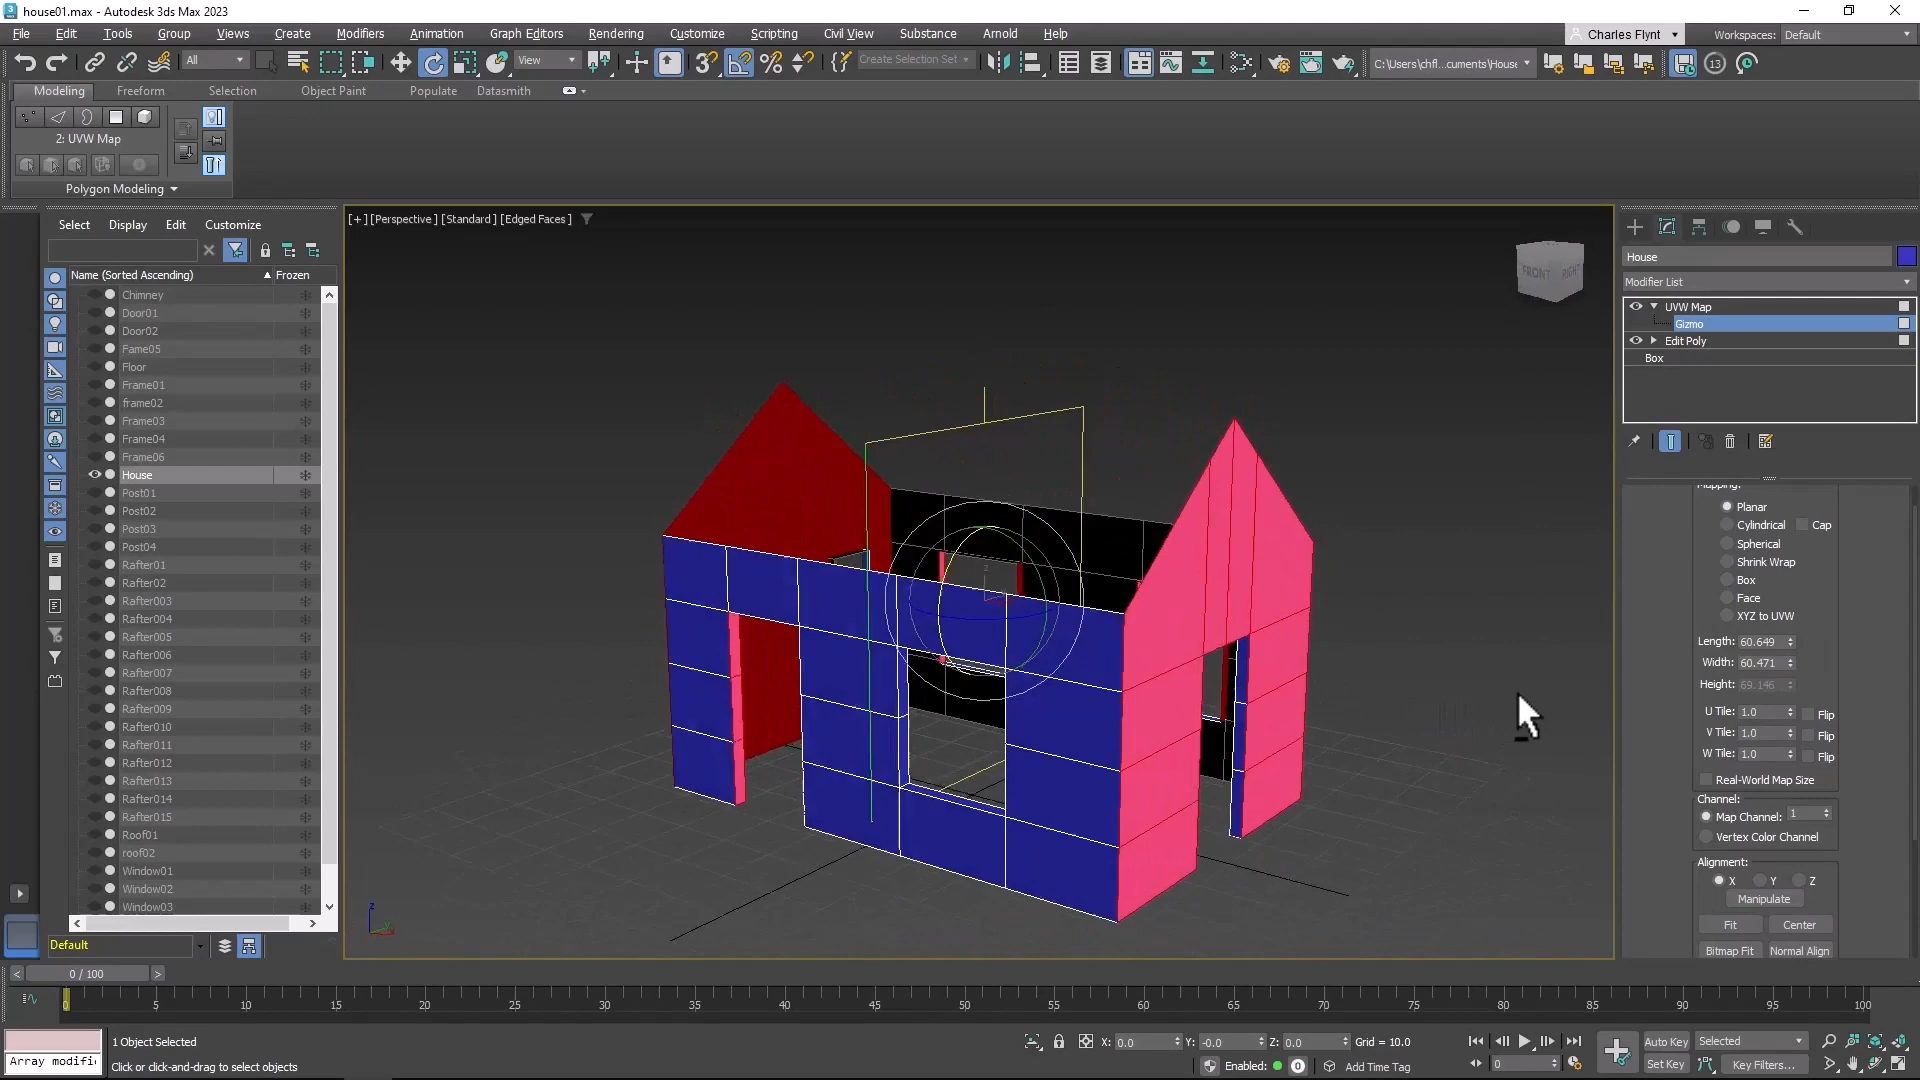 house01.max - Autodesk 3ds Max 2023
File Edit Tools Group Views Create Modifiers Animation Graph Editors Rendering Customize Scripting Civil View Substance Arnold Help
Charles Flynt
Workspaces: Default
All
View
Create Selection Set
C:\Users\chfl...cuments\House
13
Modeling Freeform Selection Object Paint Populate Datasmith
2: UVW Map
Polygon Modeling
Select Display Edit Customize
Name (Sorted Ascending) Frozen
Chimney
Door01
Door02
Fame05
Floor
Frame01
frame02
Frame03
Frame04
Frame06
House
Post01
Post02
Post03
Post04
Rafter01
Rafter02
Rafter003
Rafter004
Rafter005
Rafter006
Rafter007
Rafter008
Rafter009
Rafter010
Rafter011
Rafter012
Rafter013
Rafter014
Rafter015
Roof01
roof02
Window01
Window02
Window03
Default
[+] [Perspective] [Standard] [Edged Faces]
FRONT
RIGHT
z
z
House
Modifier List
UVW Map
Gizmo
Edit Poly
Box
Mapping:
Planar
Cylindrical Cap
Spherical
Shrink Wrap
Box
Face
XYZ to UVW
Length: 60.649
Width: 60.471
Height: 69.146
U Tile: 1.0 Flip
V Tile: 1.0 Flip
W Tile: 1.0 Flip
Real-World Map Size
Channel:
Map Channel: 1
Vertex Color Channel
Alignment:
X Y Z
Manipulate
Fit Center
Bitmap Fit Normal Align
< 0 / 100 >
0 5 10 15 20 25 30 35 40 45 50 55 60 65 70 75 80 85 90 95 100
Array modifi
1 Object Selected
Click or click-and-drag to select objects
X: 0.0 Y: -0.0 Z: 0.0 Grid = 10.0
Enabled: 0 Add Time Tag
0
Auto Key Selected
Set Key Key Filters...